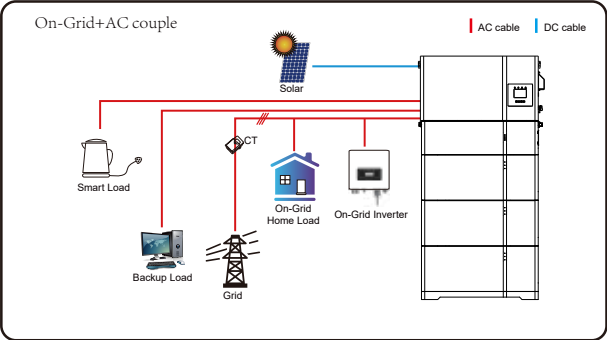 On-Grid+AC couple
AC cable
DC cable
Solar
CT
Smart Load
On-Grid
Home Load
On-Grid Inverter
Backup Load
Grid